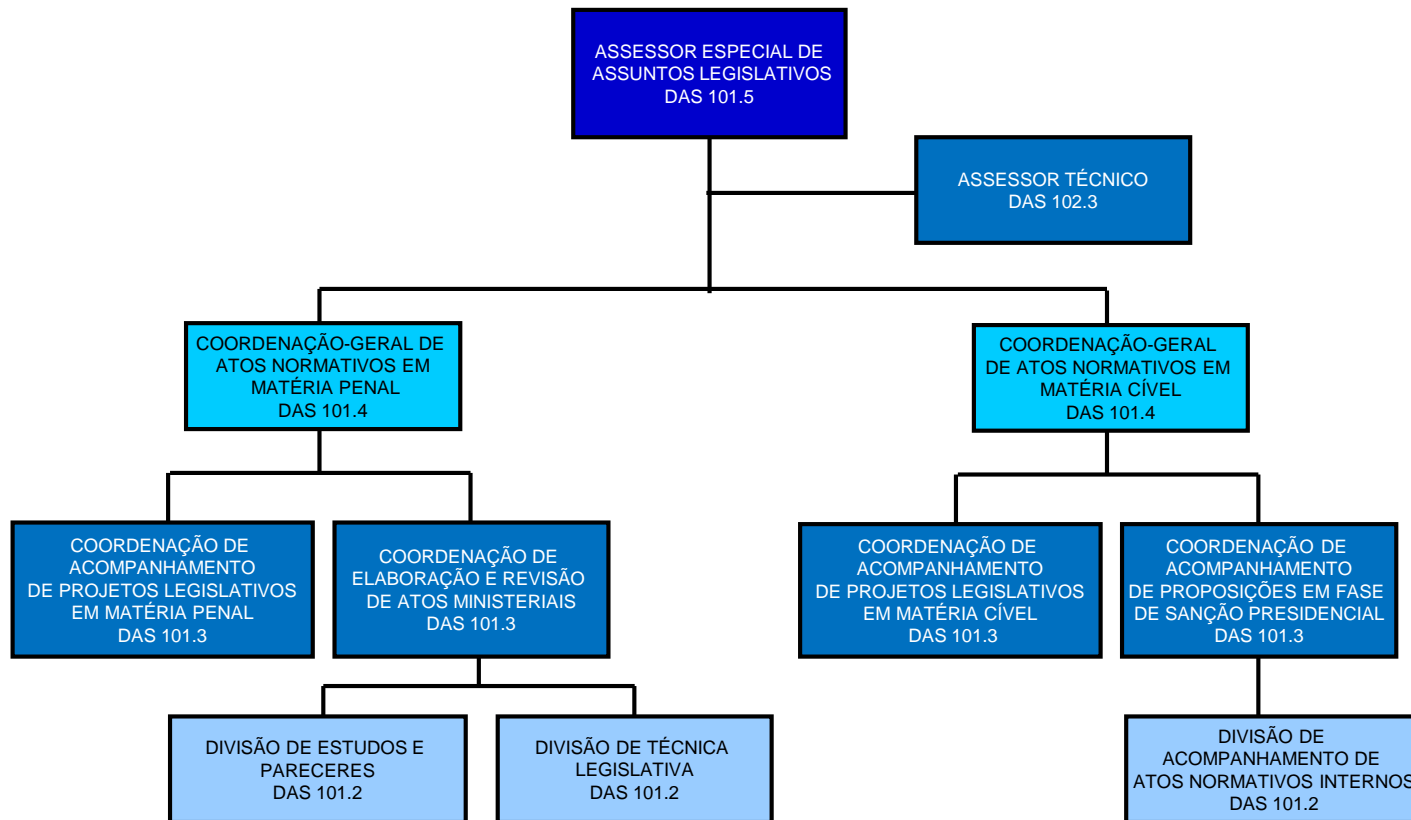 ASSESSOR ESPECIAL DE
ASSUNTOS LEGISLATIVOS
DAS 101.5
ASSESSOR TÉCNICO
DAS 102.3
COORDENAÇÃO-GERAL DE
ATOS NORMATIVOS EM
MATÉRIA PENAL
DAS 101.4
COORDENAÇÃO-GERAL
DE ATOS NORMATIVOS EM
MATÉRIA CÍVEL
DAS 101.4
COORDENAÇÃO DE
ACOMPANHAMENTO
DE PROJETOS LEGISLATIVOS
EM MATÉRIA PENAL
DAS 101.3
COORDENAÇÃO DE
ELABORAÇÃO E REVISÃO
DE ATOS MINISTERIAIS
DAS 101.3
COORDENAÇÃO DE
ACOMPANHAMENTO
DE PROJETOS LEGISLATIVOS
EM MATÉRIA CÍVEL
DAS 101.3
COORDENAÇÃO DE
ACOMPANHAMENTO
DE PROPOSIÇÕES EM FASE
DE SANÇÃO PRESIDENCIAL
DAS 101.3
DIVISÃO DE ESTUDOS E
PARECERES
DAS 101.2
DIVISÃO DE TÉCNICA
LEGISLATIVA
DAS 101.2
DIVISÃO DE
ACOMPANHAMENTO DE
ATOS NORMATIVOS INTERNOS
DAS 101.2